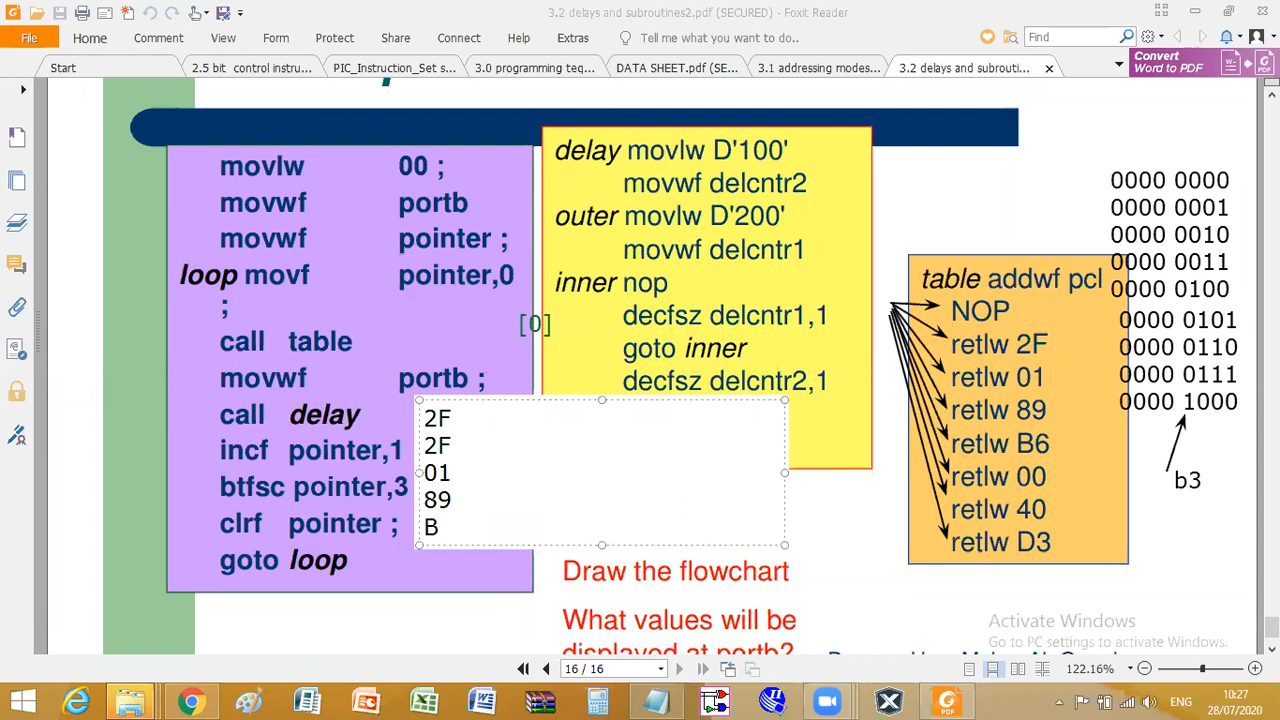 3.2 delays and subroutines2.pdf (SECURED) - Foxit Reader
File Home Comment View Form Protect Share Connect Help Extras Tell me what you want to do.. Find
Start 2.5 bit control instru... PIC_Instruction_SetS... DATA SHEET.pdf (SE... 3.1 addressing modes... 3.2 delays and subrouti...
Convert
Word to PDF
movlw 00 ;
movwf portb
movwf pointer ;
loop movf pointer,0
;
call table
movwf portb ;
call delay
incf pointer,1
btfsc pointer,3
clrf pointer ;
goto loop
[0]
delay movlw D'100'
movwf delcntr2
outer movlw D'200'
movwf delcntr1
inner nop
decfsz delcntr1,1
goto inner
decfsz delcntr2,1
2F
2F
01
89
B
Draw the flowchart
What values will be
displayed at portb?
table addwf pcl
NOP
retlw 2F
retlw 01
retlw 89
retlw B6
retlw 00
retlw 40
retlw D3
0000 0000
0000 0001
0000 0010
0000 0011
0000 0100
0000 0101
0000 0110
0000 0111
0000 1000
b3
Activate Windows
Go to PC settings to activate Windows.
16 / 16
122.16%
ENG
10:27
28/07/2020